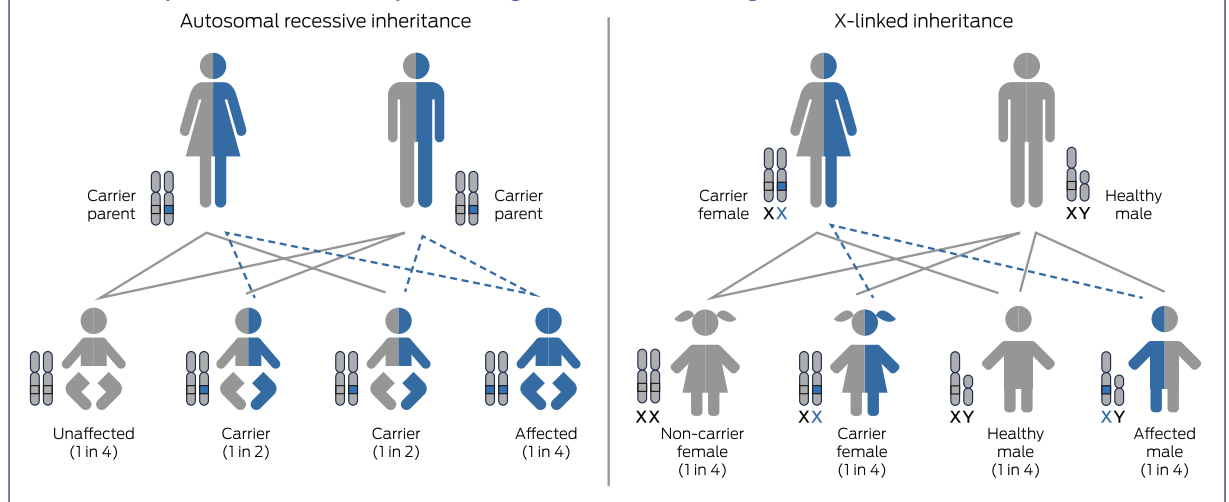 Autosomal recessive inheritance
Carrier
parent
Carrier
parent
Unaffected
(1 in 4)
Carrier
(1 in 2)
Carrier
(1 in 2)
Affected
(1 in 4)
X-linked inheritance
Carrier
female
XX
XY
Healthy
male
XX
Non-carrier
female
(1 in 4)
XX
Carrier
female
(1 in 4)
XY
Healthy
male
(1 in 4)
XY
Affected
male
(1 in 4)